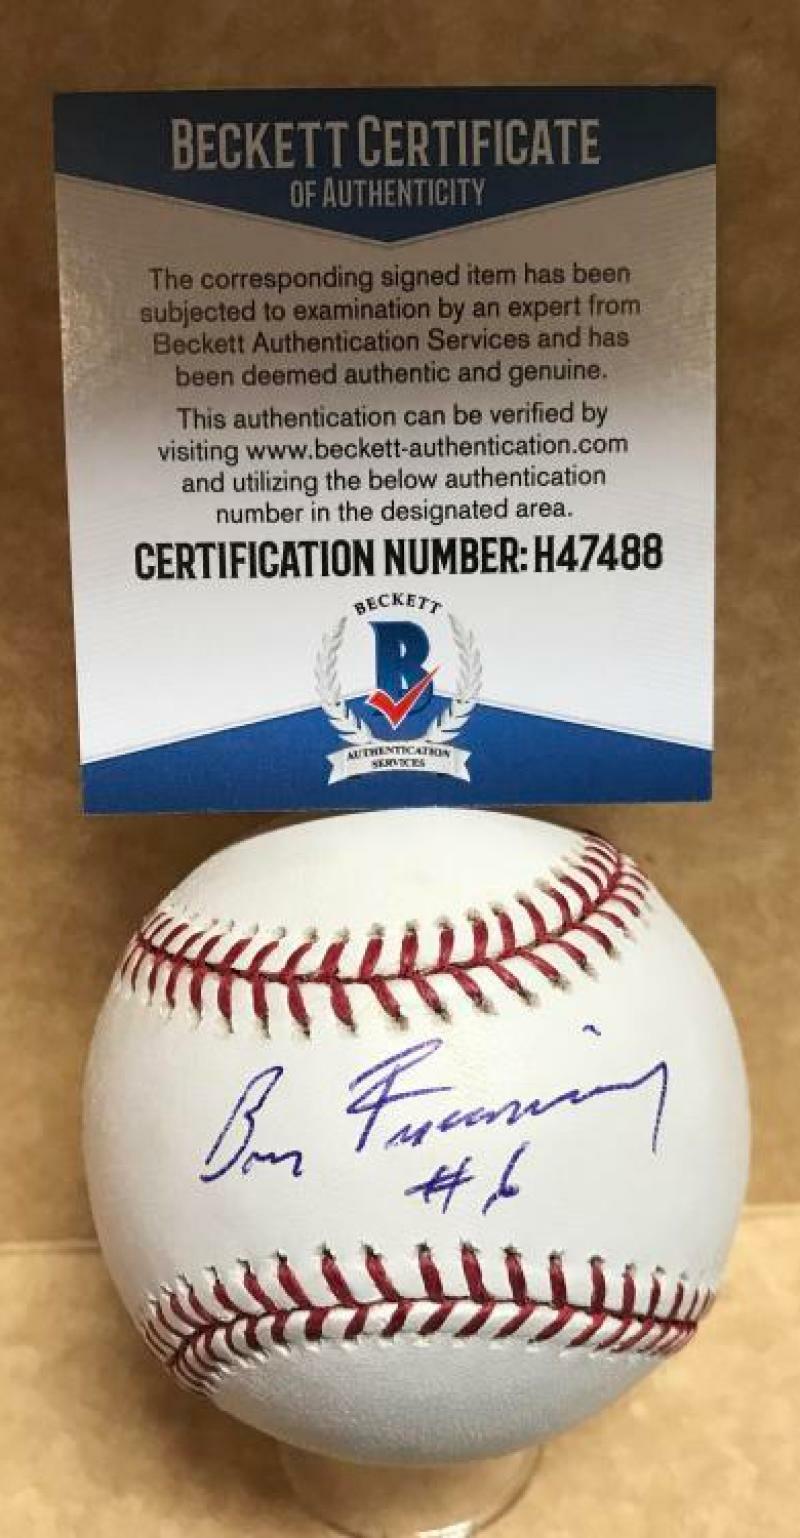 BECKETT CERTIFICATE
OF AUTHENTICITY
The corresponding signed item has been
subjected to examination by an expert from
Beckett Authentication Services and has
been deemed authentic and genuine.
This authentication can be verified by
visiting www.beckett-authentication.com
and utilizing the below authentication
number in the designated area.
CERTIFICATION NUMBER: H47488
BECKETT
B
AUTHENTICATION
SERVICES
#6